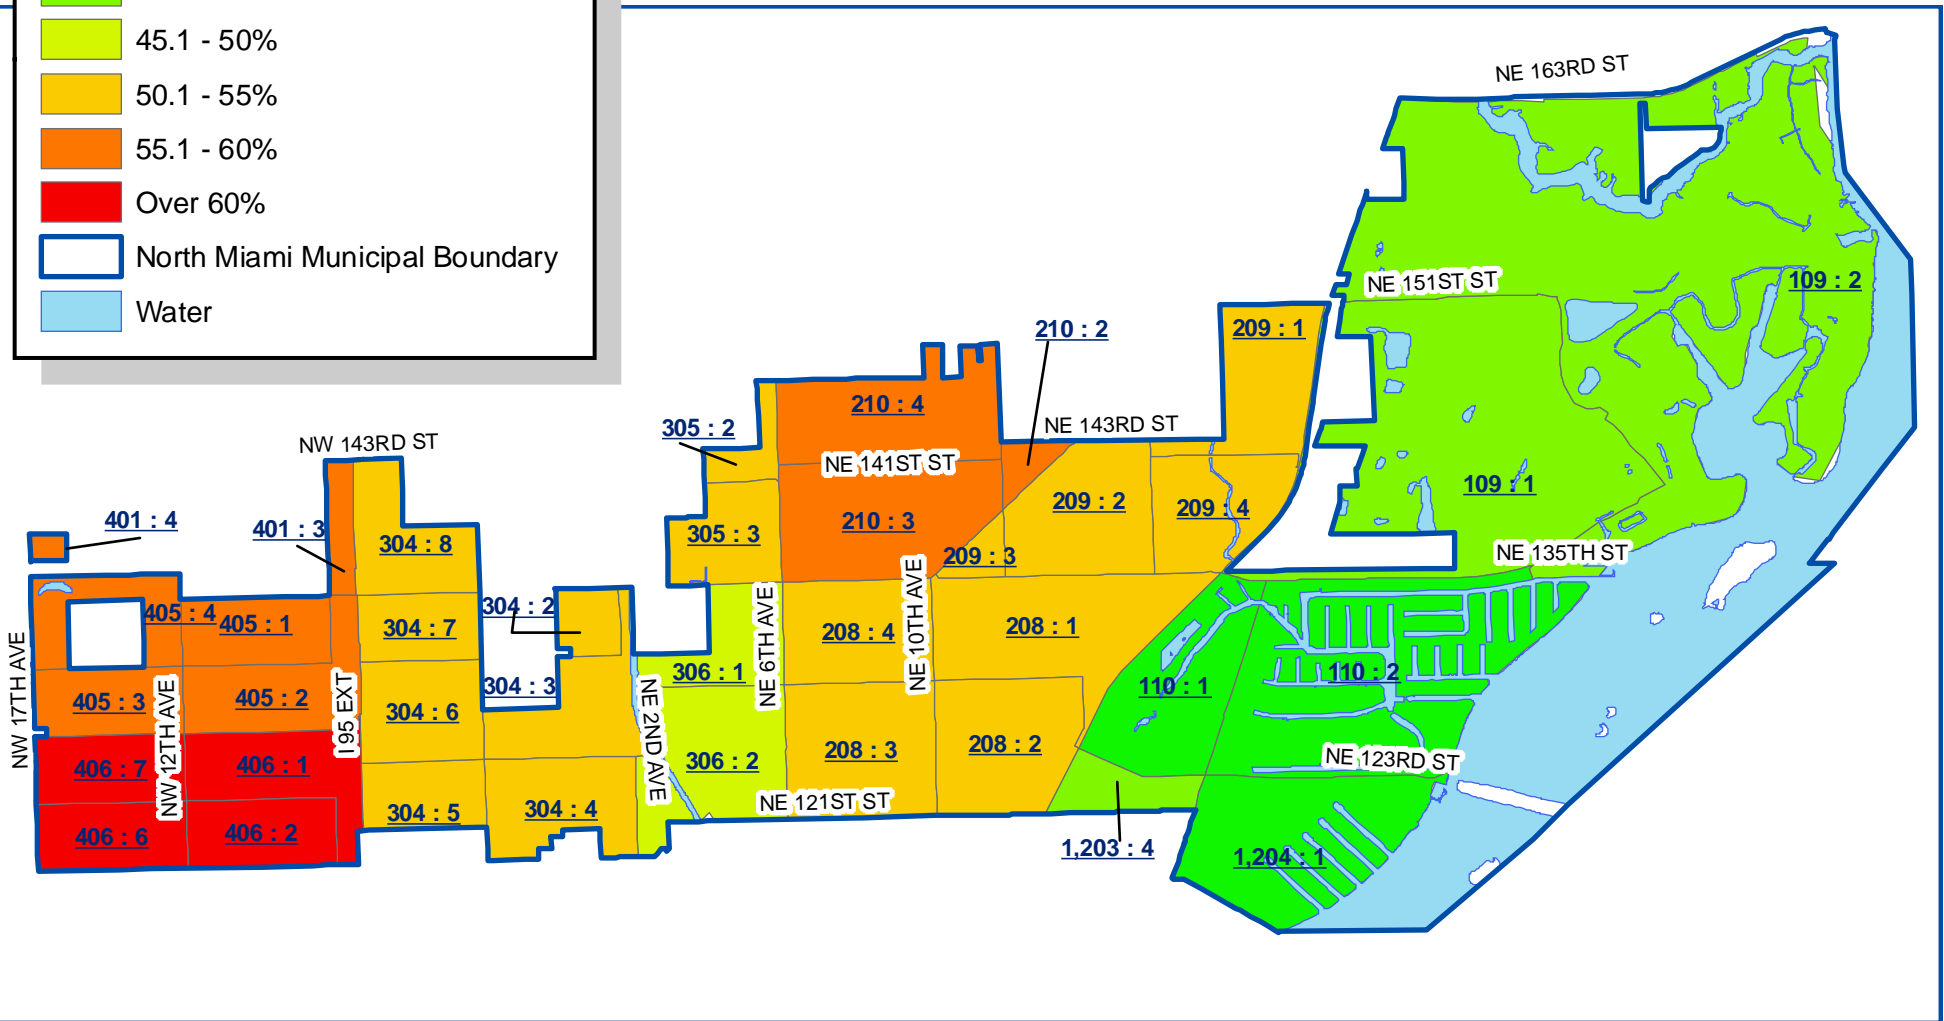 45.1 - 50%
50.1 - 55%
55.1 - 60%
Over 60%
North Miami Municipal Boundary
Water
NE 163RD ST
NE 151ST ST
109 : 2
210 : 2
209 : 1
210 : 4
305 : 2
NE 143RD ST
NW 143RD ST
NE 141ST ST
109 : 1
209 : 2
209 : 4
401 : 4
401 : 3
210 : 3
305 : 3
304 : 8
209 : 3
NE 135TH ST
405 : 4
405 : 1
304 : 2
304 : 7
208 : 4
208 : 1
NE 10TH AVE
NE 6TH AVE
NW 17TH AVE
306 : 1
110 : 2
110 : 1
304 : 3
405 : 3
405 : 2
NW 12TH AVE
I 95 EXT
304 : 6
NE 2ND AVE
208 : 3
208 : 2
306 : 2
NE 123RD ST
406 : 7
406 : 1
NE 121ST ST
304 : 5
304 : 4
406 : 6
406 : 2
1,203 : 4
1,204 : 1